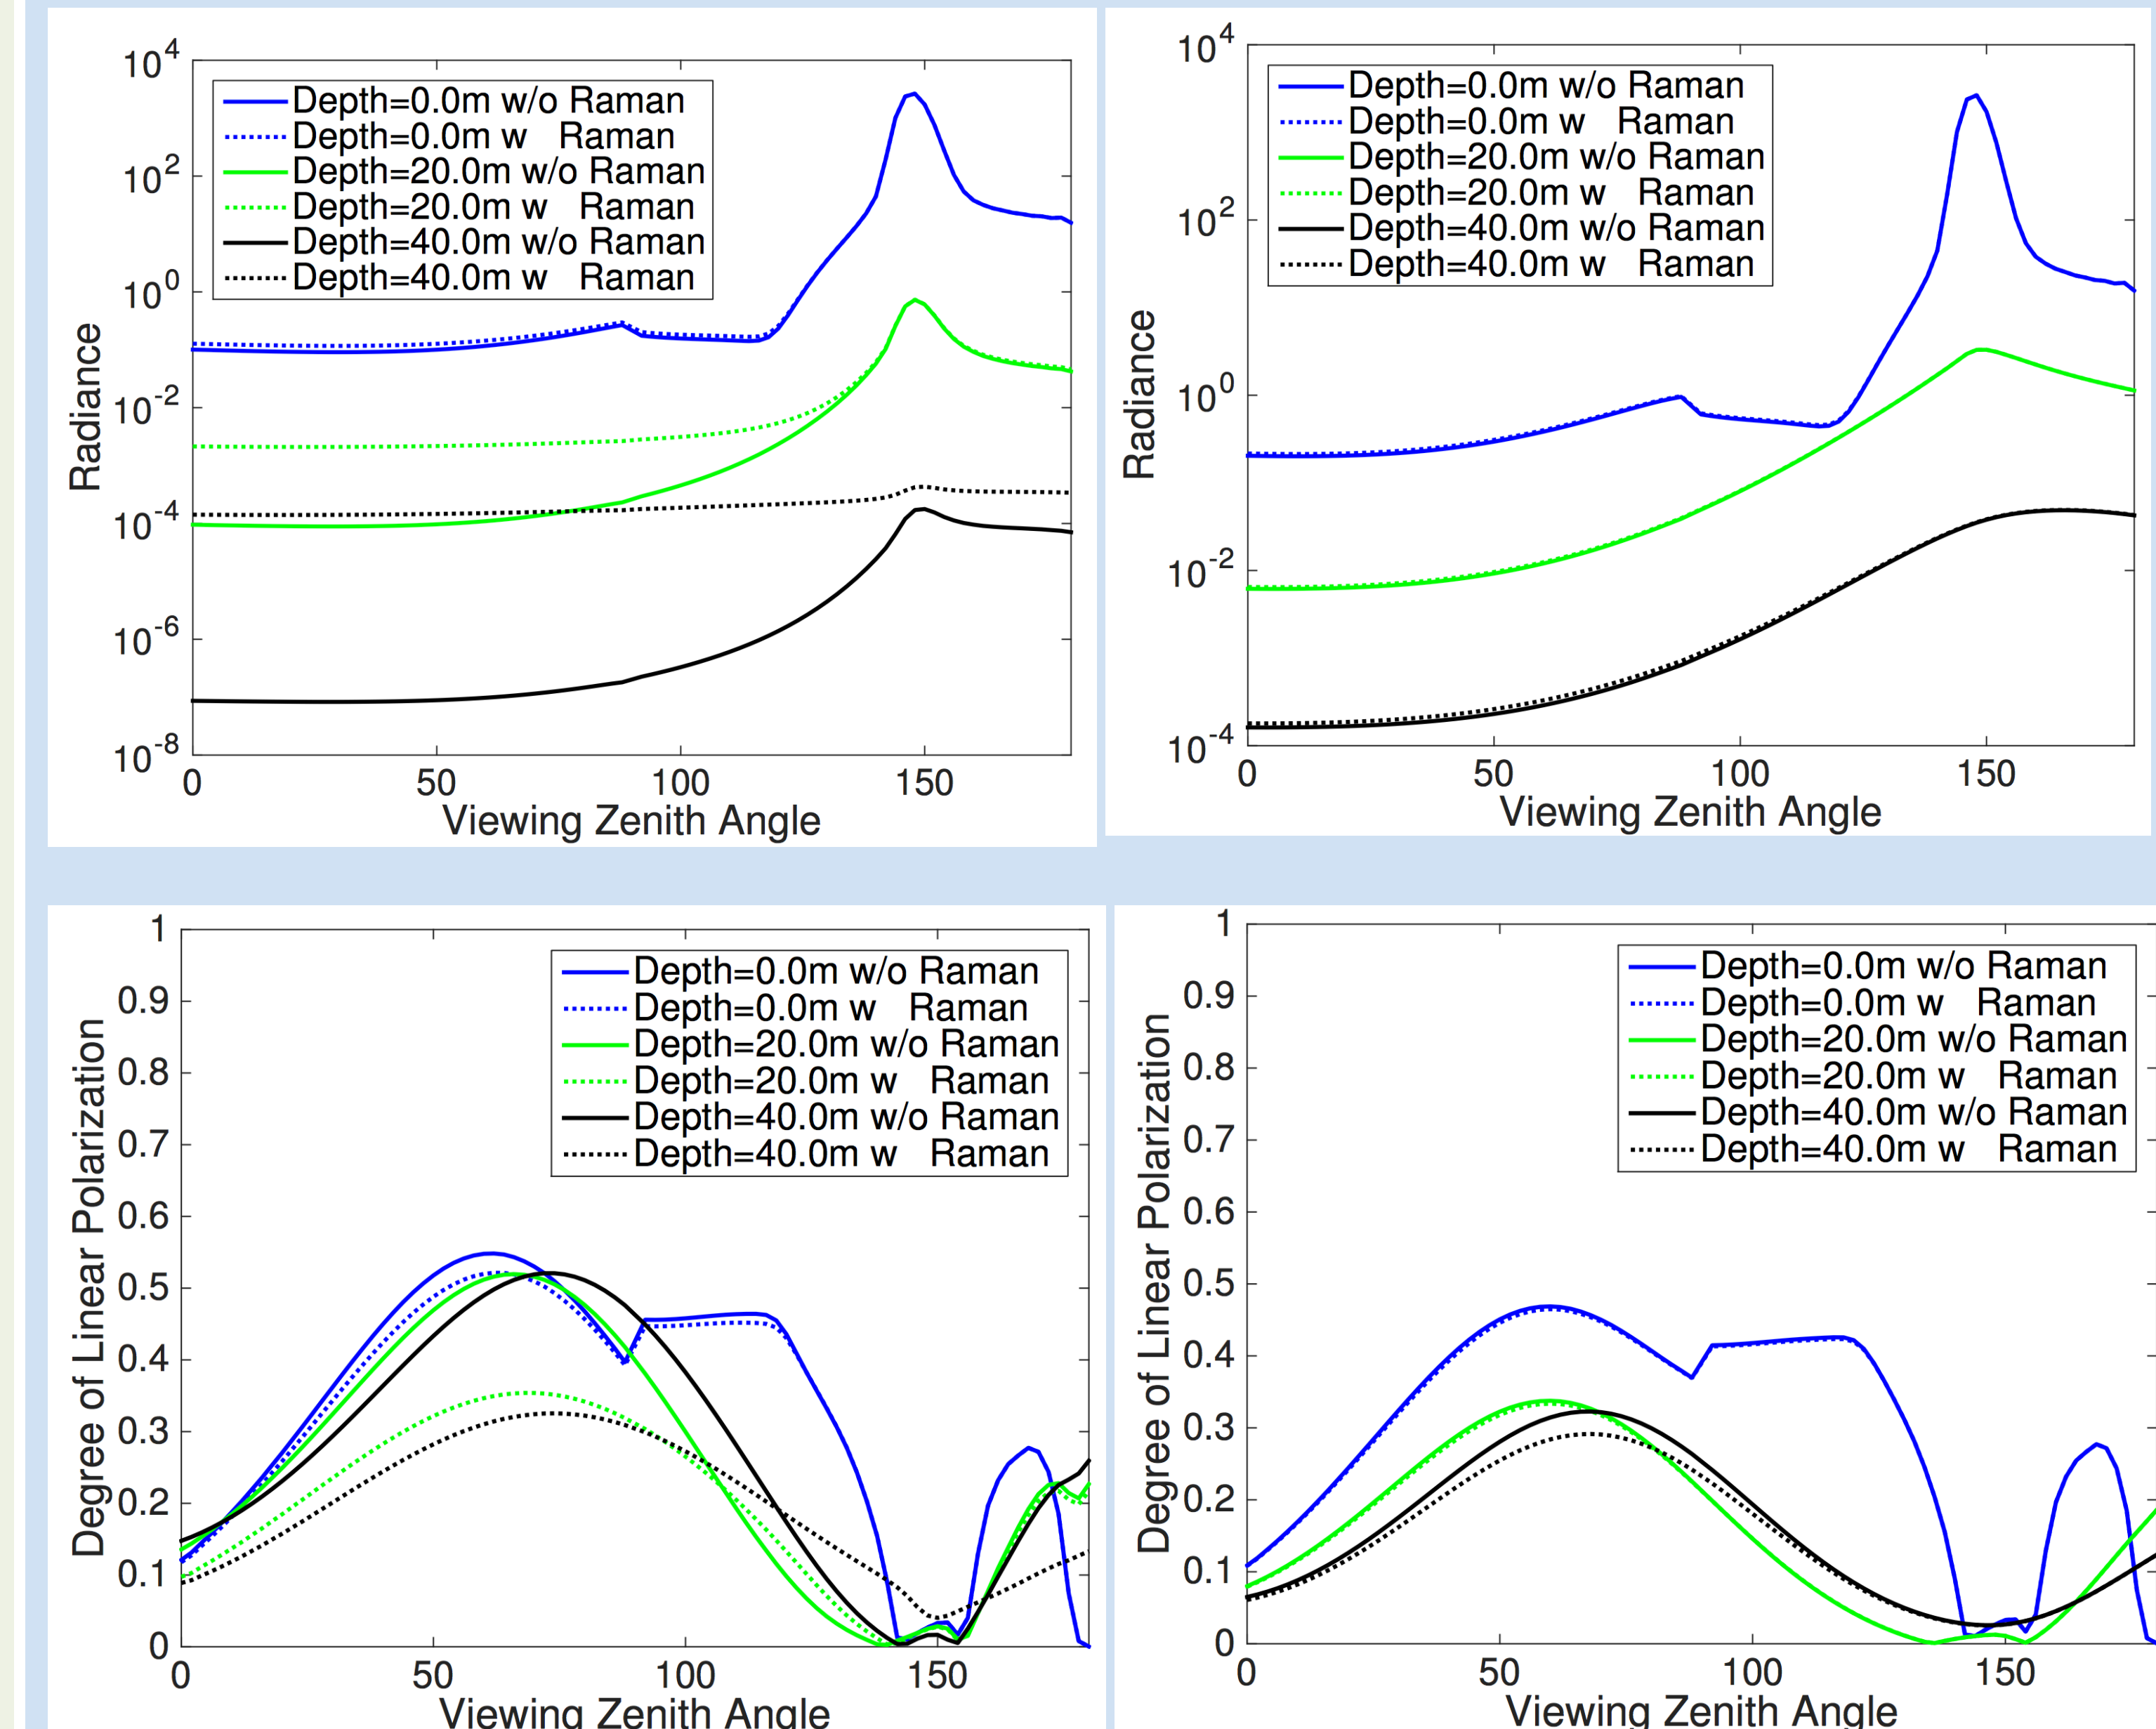 10^4
10^2
10^0
10^-2
10^-4
10^-6
10^-8
Radiance
Depth=0.0m w/o Raman
Depth=0.0m w Raman
Depth=20.0m w/o Raman
Depth=20.0m w Raman
Depth=40.0m w/o Raman
Depth=40.0m w Raman
0 50 100 150
Viewing Zenith Angle
10^4
10^2
10^0
10^-2
10^-4
Radiance
Depth=0.0m w/o Raman
Depth=0.0m w Raman
Depth=20.0m w/o Raman
Depth=20.0m w Raman
Depth=40.0m w/o Raman
Depth=40.0m w Raman
0 50 100 150
Viewing Zenith Angle
1
0.9
0.8
0.7
0.6
0.5
0.4
0.3
0.2
0.1
0
Degree of Linear Polarization
Depth=0.0m w/o Raman
Depth=0.0m w Raman
Depth=20.0m w/o Raman
Depth=20.0m w Raman
Depth=40.0m w/o Raman
Depth=40.0m w Raman
0 50 100 150
Viewing Zenith Angle
1
0.9
0.8
0.7
0.6
0.5
0.4
0.3
0.2
0.1
0
Degree of Linear Polarization
Depth=0.0m w/o Raman
Depth=0.0m w Raman
Depth=20.0m w/o Raman
Depth=20.0m w Raman
Depth=40.0m w/o Raman
Depth=40.0m w Raman
0 50 100 150
Viewing Zenith Angle